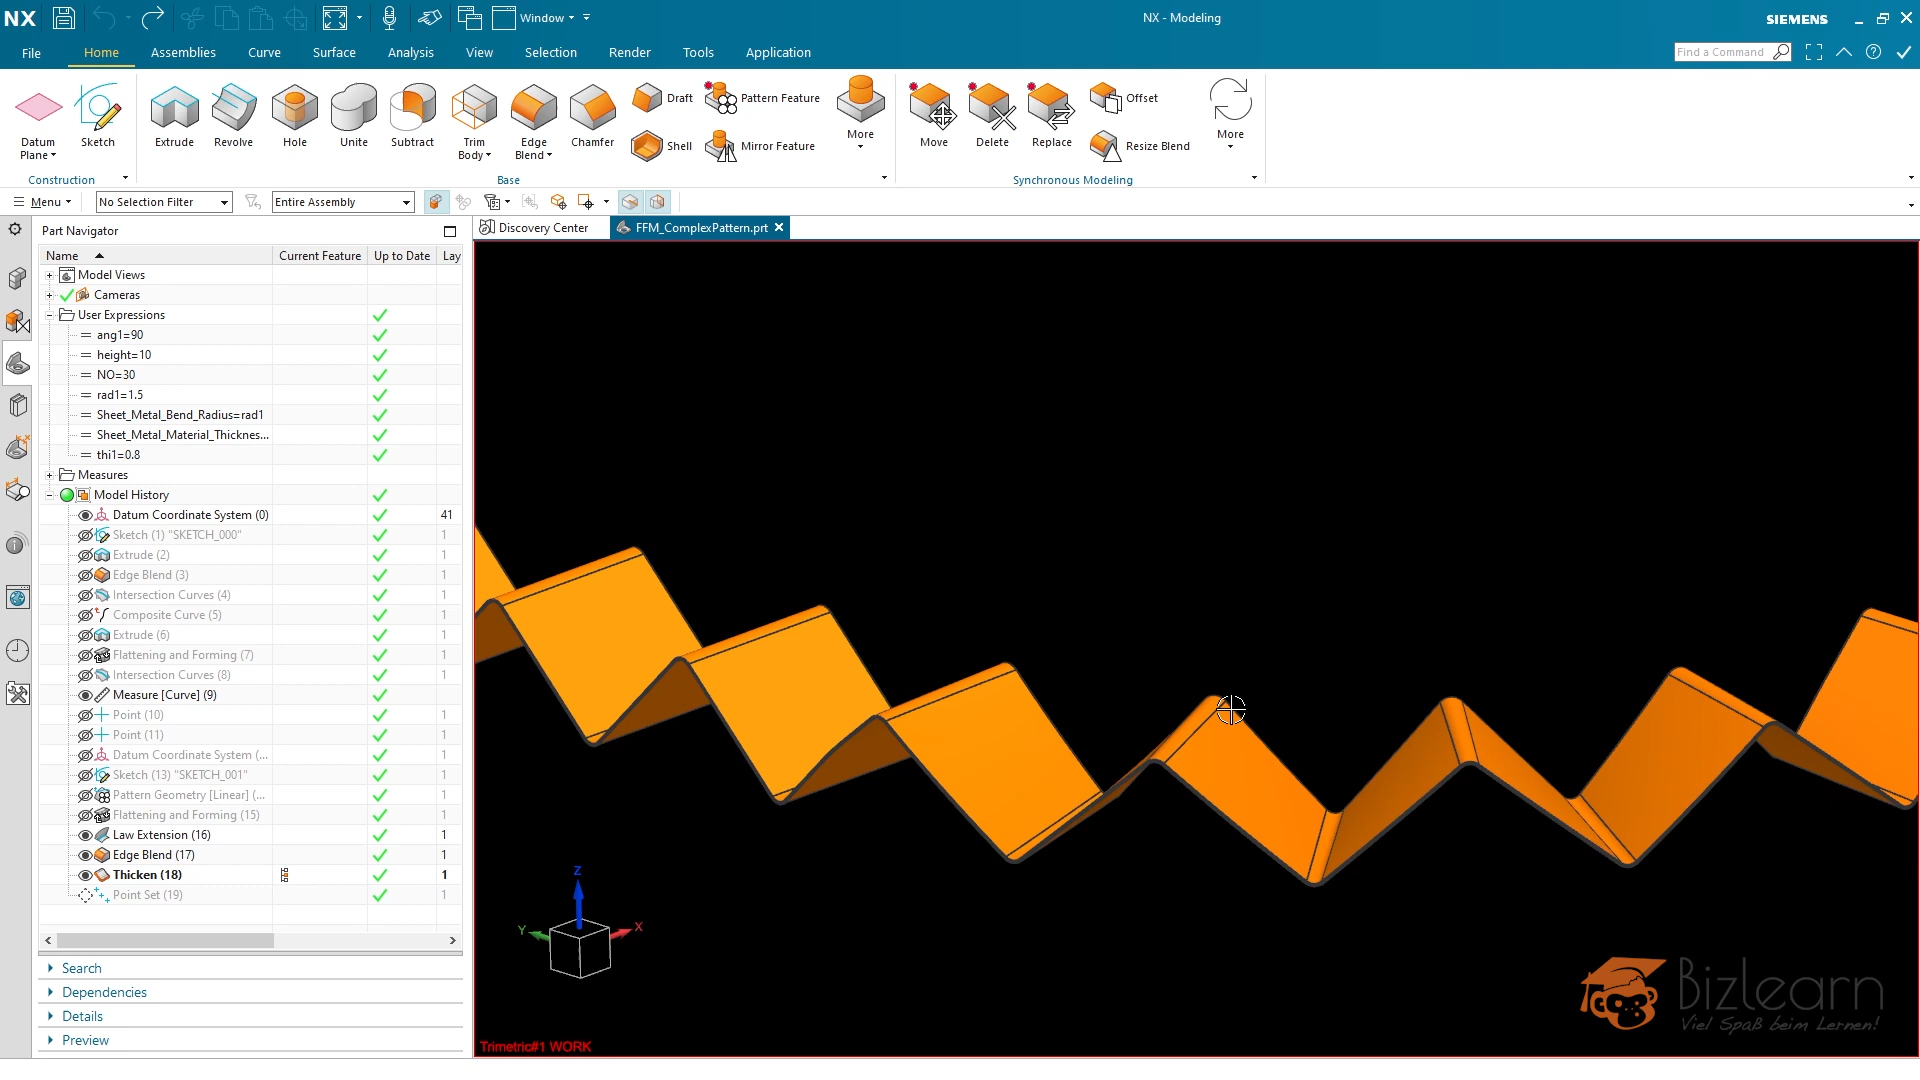 NX
Window
NX - Modeling
SIEMENS
File
Home
Assemblies
Curve
Surface
Analysis
View
Selection
Render
Tools
Application
Find a Command
Datum Plane
Sketch
Extrude
Revolve
Hole
Unite
Subtract
Trim Body
Edge Blend
Chamfer
Draft
Shell
Pattern Feature
Mirror Feature
More
Move
Delete
Replace
Offset
Resize Blend
More
Construction
Base
Synchronous Modeling
Menu
No Selection Filter
Entire Assembly
Part Navigator
Discovery Center
FFM_ComplexPattern.prt
Name Current Feature Up to Date Lay
Model Views
Cameras
User Expressions
ang1=90
height=10
NO=30
rad1=1.5
Sheet_Metal_Bend_Radius=rad1
Sheet_Metal_Material_Thicknes...
thi1=0.8
Measures
Model History
Datum Coordinate System (0) 41
Sketch (1) "SKETCH_000" 1
Extrude (2) 1
Edge Blend (3) 1
Intersection Curves (4) 1
Composite Curve (5) 1
Extrude (6) 1
Flattening and Forming (7) 1
Intersection Curves (8) 1
Measure [Curve] (9)
Point (10) 1
Point (11) 1
Datum Coordinate System (... 1
Sketch (13) "SKETCH_001" 1
Pattern Geometry [Linear] (... 1
Flattening and Forming (15) 1
Law Extension (16) 1
Edge Blend (17) 1
Thicken (18) 1
Point Set (19) 1
Search
Dependencies
Details
Preview
Z
Y
X
Trimetric#1 WORK
Bizlearn
Viel Spaß beim Lernen!